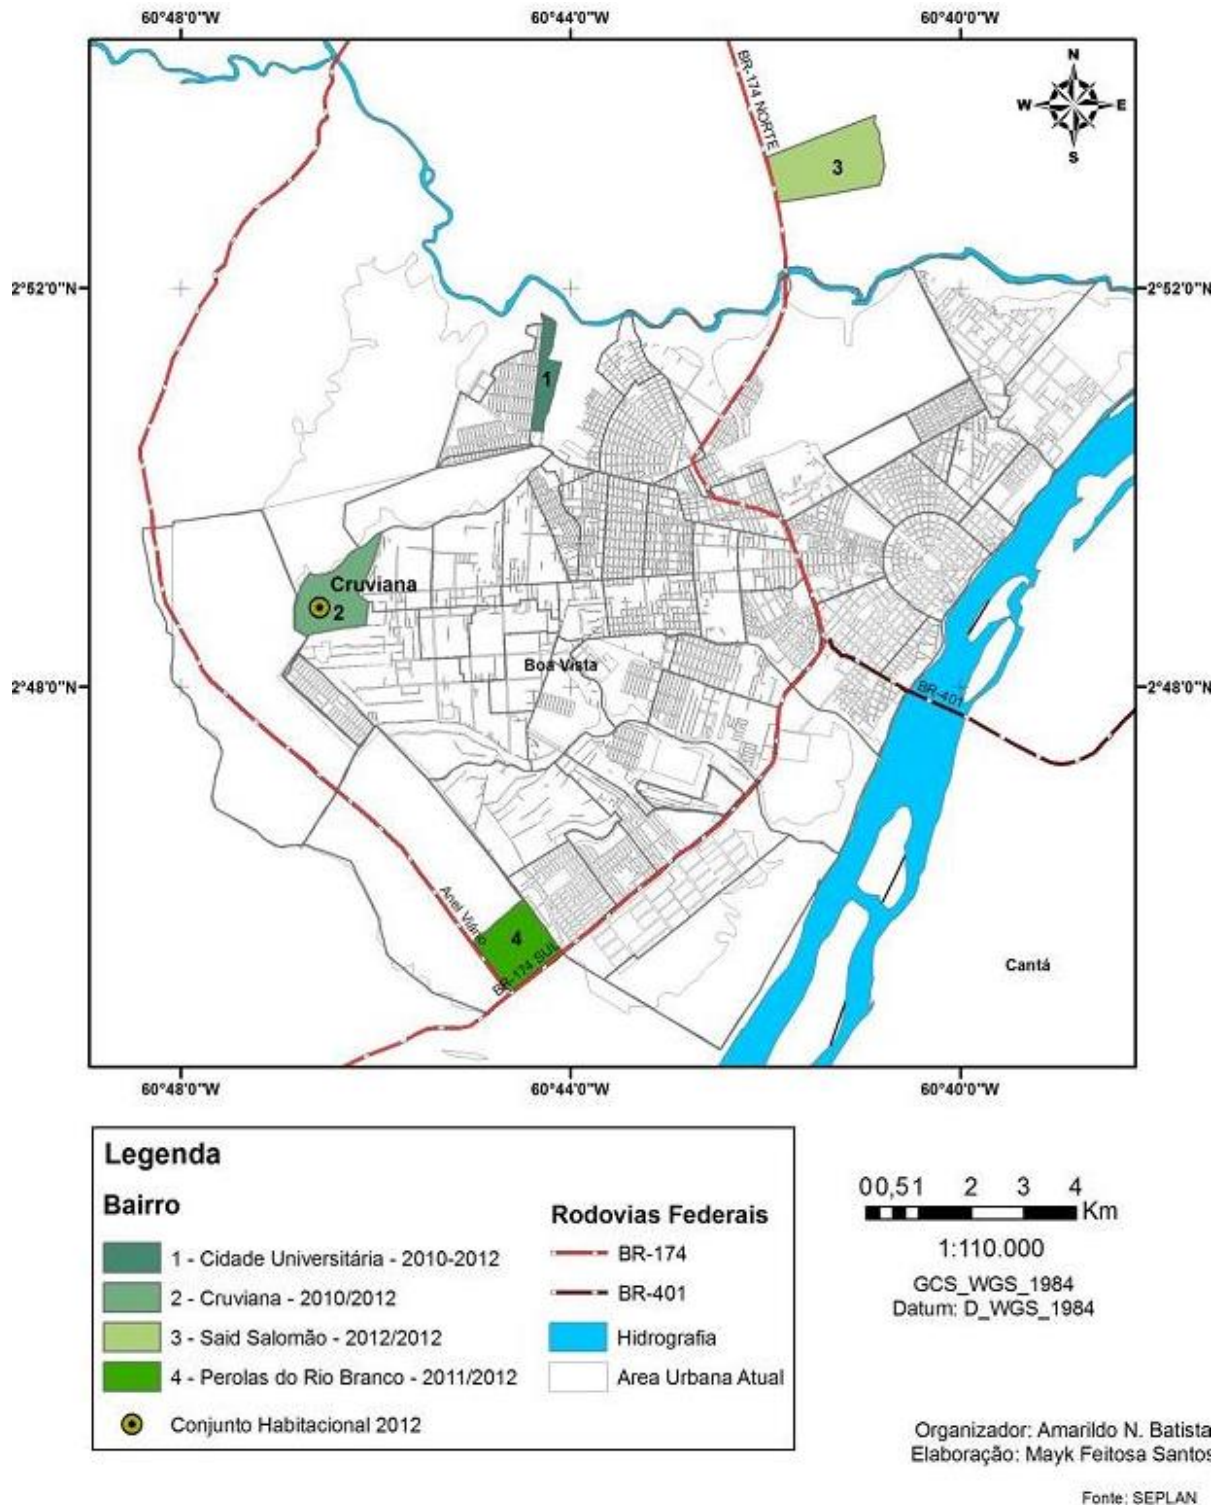 60°48'0"W 60°44'0"W 60°40'0"W
N
W E
S
BR-174 NORTE
3
2°52'0"N 2°52'0"N
1
Cruviana
2
Boa Vista
2°48'0"N 2°48'0"N
BR-401
Anel Viário
4
BR-174 SUL
Cantá
60°48'0"W 60°44'0"W 60°40'0"W
Legenda
Bairro
1 - Cidade Universitária - 2010-2012
2 - Cruviana - 2010/2012
3 - Said Salomão - 2012/2012
4 - Perolas do Rio Branco - 2011/2012
Conjunto Habitacional 2012
Rodovias Federais
BR-174
BR-401
Hidrografia
Area Urbana Atual
0 0,5 1 2 3 4
Km
1:110.000
GCS_WGS_1984
Datum: D_WGS_1984
Organizador: Amarildo N. Batista
Elaboração: Mayk Feitosa Santos
Fonte: SEPLAN